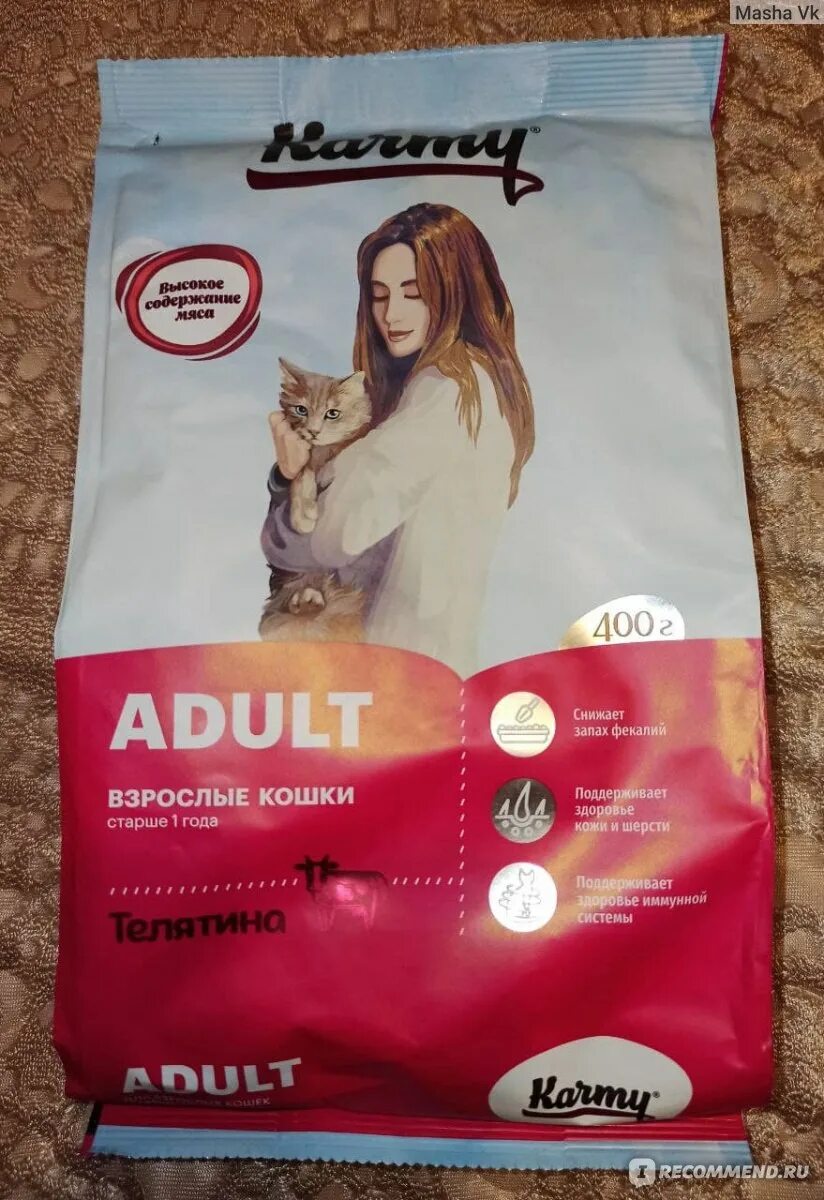 Masha Vk
Karmy®
Высокое
содержание
мяса
400 г
ADULT
ВЗРОСЛЫЕ КОШКИ
старше 1 года
Телятина
Снижает
запах фекалий
Поддерживает
здоровье
кожи и шерсти
Поддерживает
здоровье иммунной
системы
ADULT
Karmy®
RECOMMEND.RU